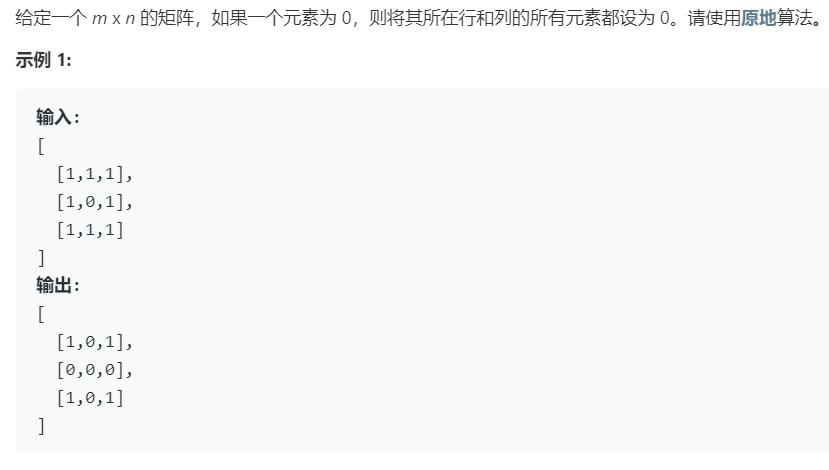 给定一个 m x n 的矩阵，如果一个元素为 0，则将其所在行和列的所有元素都设为 0。请使用原地算法。
示例 1:
输入:
[
  [1,1,1],
  [1,0,1],
  [1,1,1]
]
输出:
[
  [1,0,1],
  [0,0,0],
  [1,0,1]
]